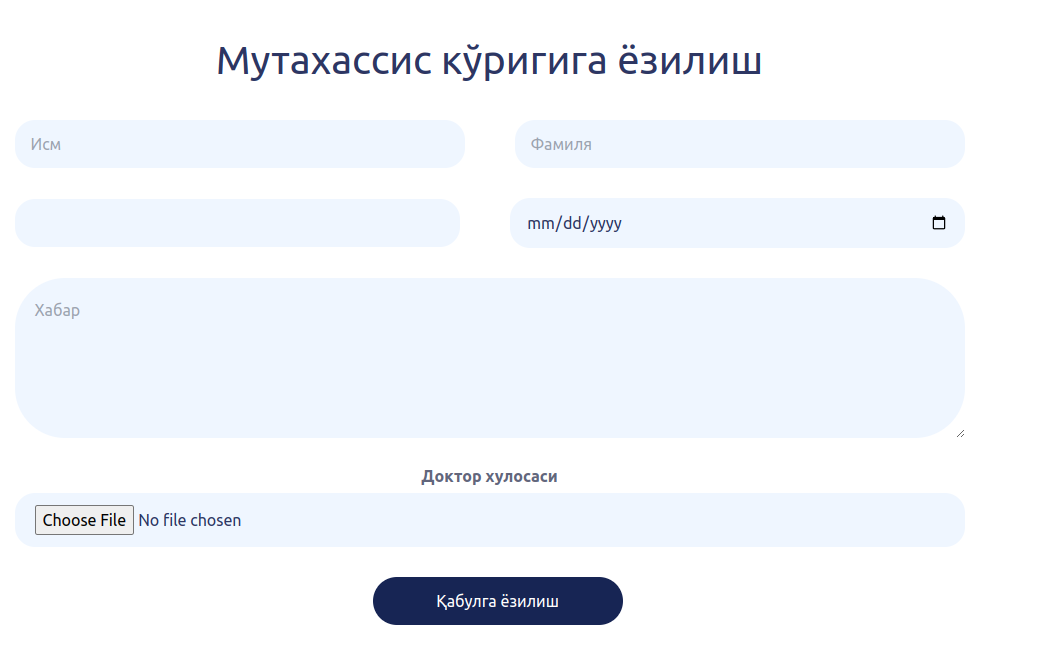 Мутахассис кўригига ёзилиш
Исм
Фамиля
mm/dd/yyyy
Хабар
Доктор хулосаси
Choose File No file chosen
Қабулга ёзилиш